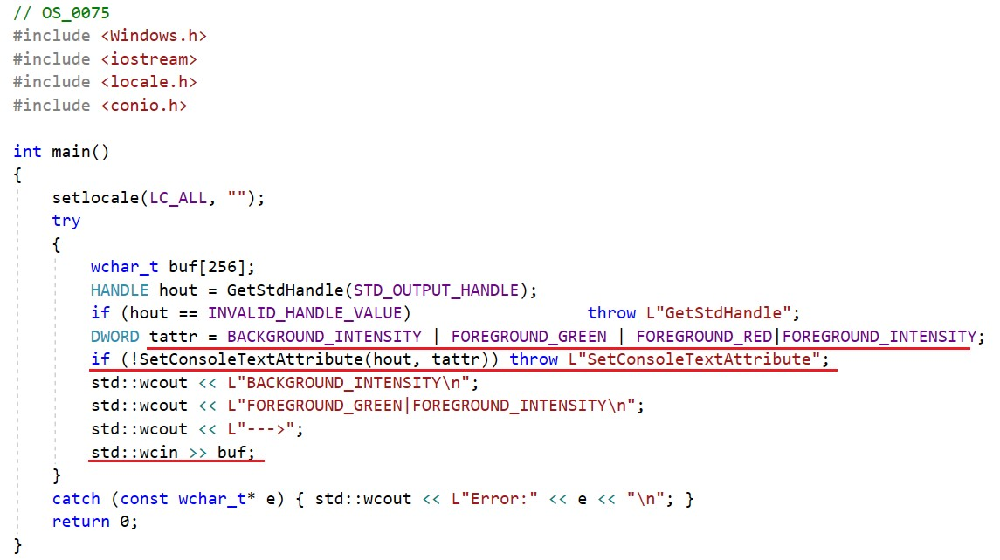 // OS_0075
#include <Windows.h>
#include <iostream>
#include <locale.h>
#include <conio.h>

int main()
{
    setlocale(LC_ALL, "");
    try
    {
        wchar_t buf[256];
        HANDLE hout = GetStdHandle(STD_OUTPUT_HANDLE);
        if (hout == INVALID_HANDLE_VALUE)                  throw L"GetStdHandle";
        DWORD tattr = BACKGROUND_INTENSITY | FOREGROUND_GREEN | FOREGROUND_RED|FOREGROUND_INTENSITY;
        if (!SetConsoleTextAttribute(hout, tattr)) throw L"SetConsoleTextAttribute";
        std::wcout << L"BACKGROUND_INTENSITY\n";
        std::wcout << L"FOREGROUND_GREEN|FOREGROUND_INTENSITY\n";
        std::wcout << L"--->";
        std::wcin >> buf;
    }
    catch (const wchar_t* e) { std::wcout << L"Error:" << e << "\n"; }
    return 0;
}